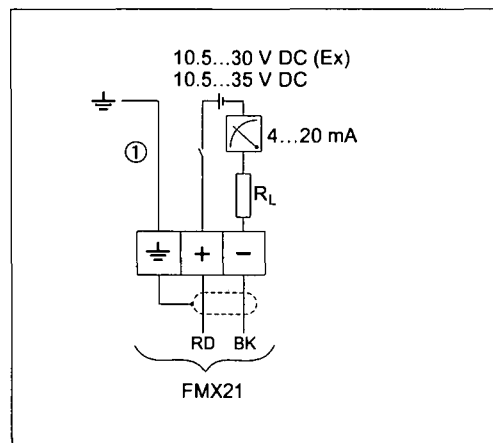 10.5...30 V DC (Ex)
10.5...35 V DC
4...20 mA
①
R_L
+ −
RD BK
FMX21